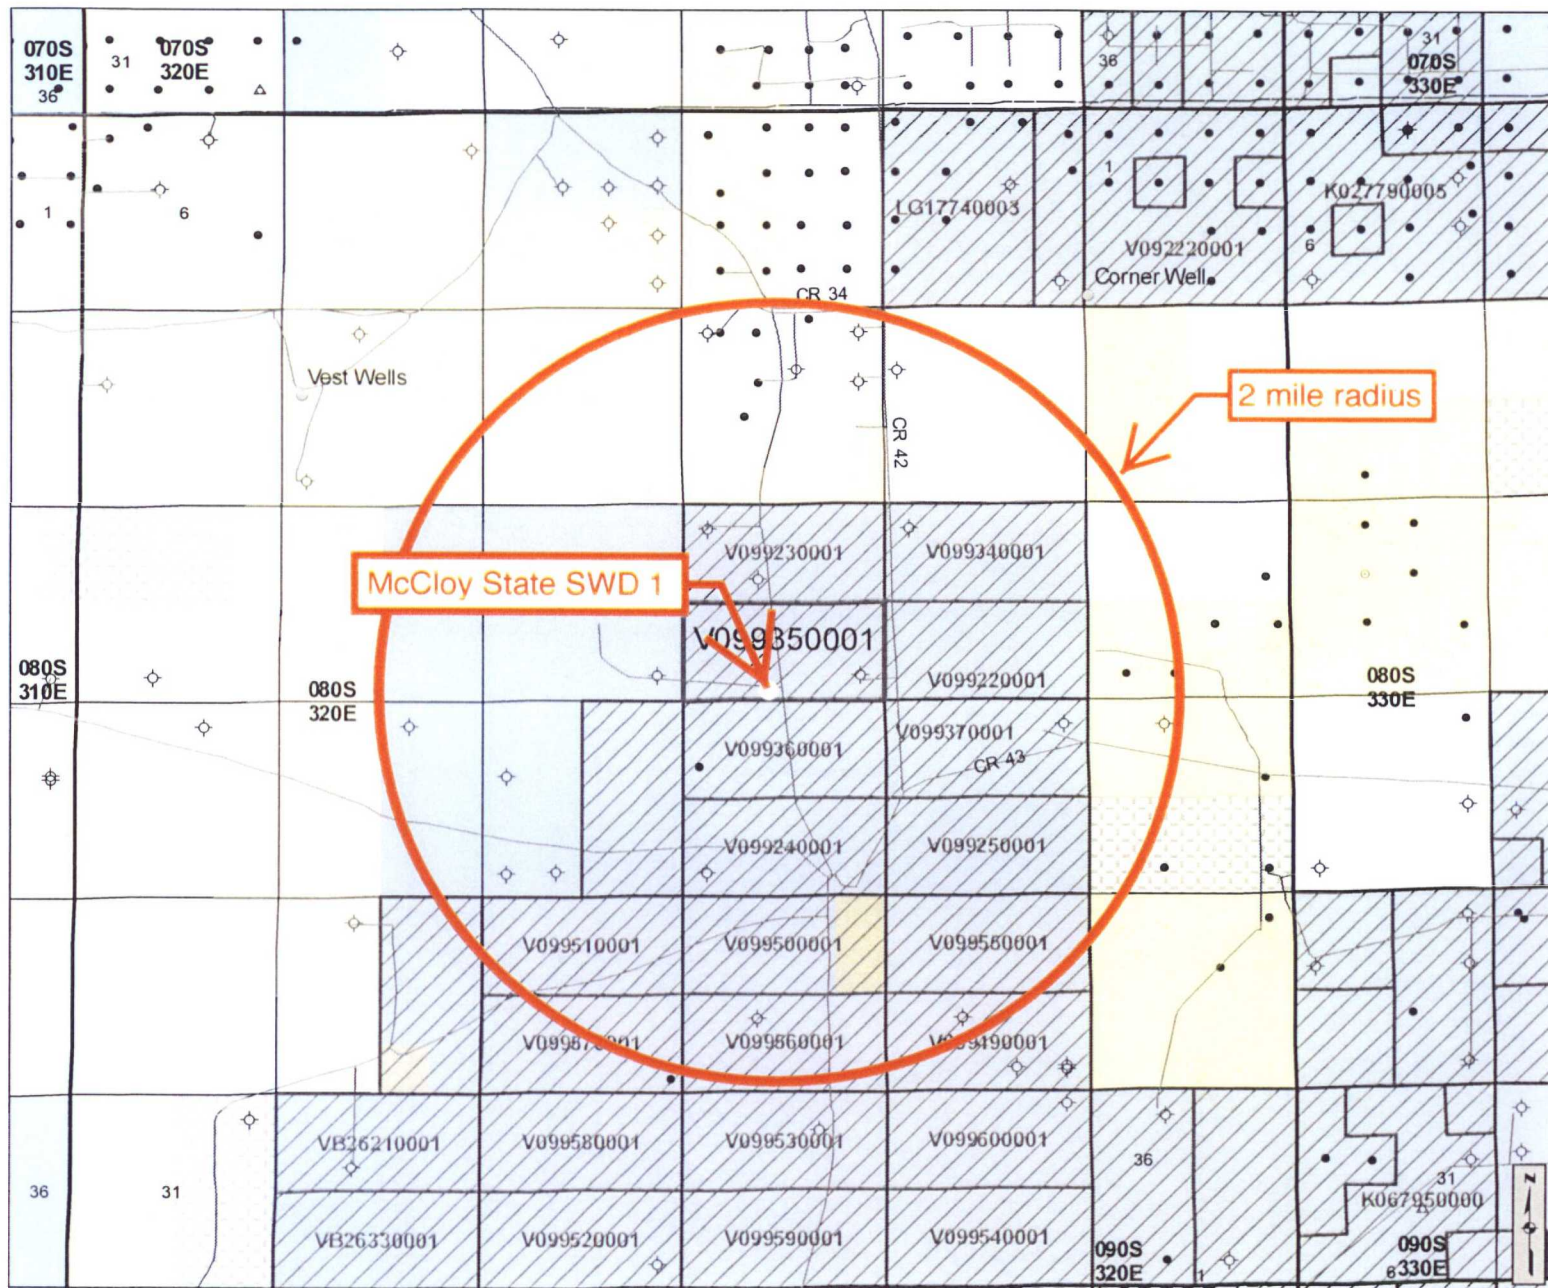 070S
310E
36
31
070S
320E
36
31
070S
330E
1
6
LG17740003
1
V092220001
K027790005
6
Corner Well
CR 34
Vest Wells
2 mile radius
CR 42
V099230001
V099340001
McCloy State SWD 1
V099350001
080S
310E
080S
320E
V099220001
080S
330E
V099360001
V099370001
CR 43
V099240001
V099250001
V099510001
V099500001
V099560001
V099490001
VB26210001
V099580001
V099530001
V099600001
36
36
31
31
K067950000
N
VB26330001
V099520001
V099590001
V099540001
090S
320E
1
090S
330E
6